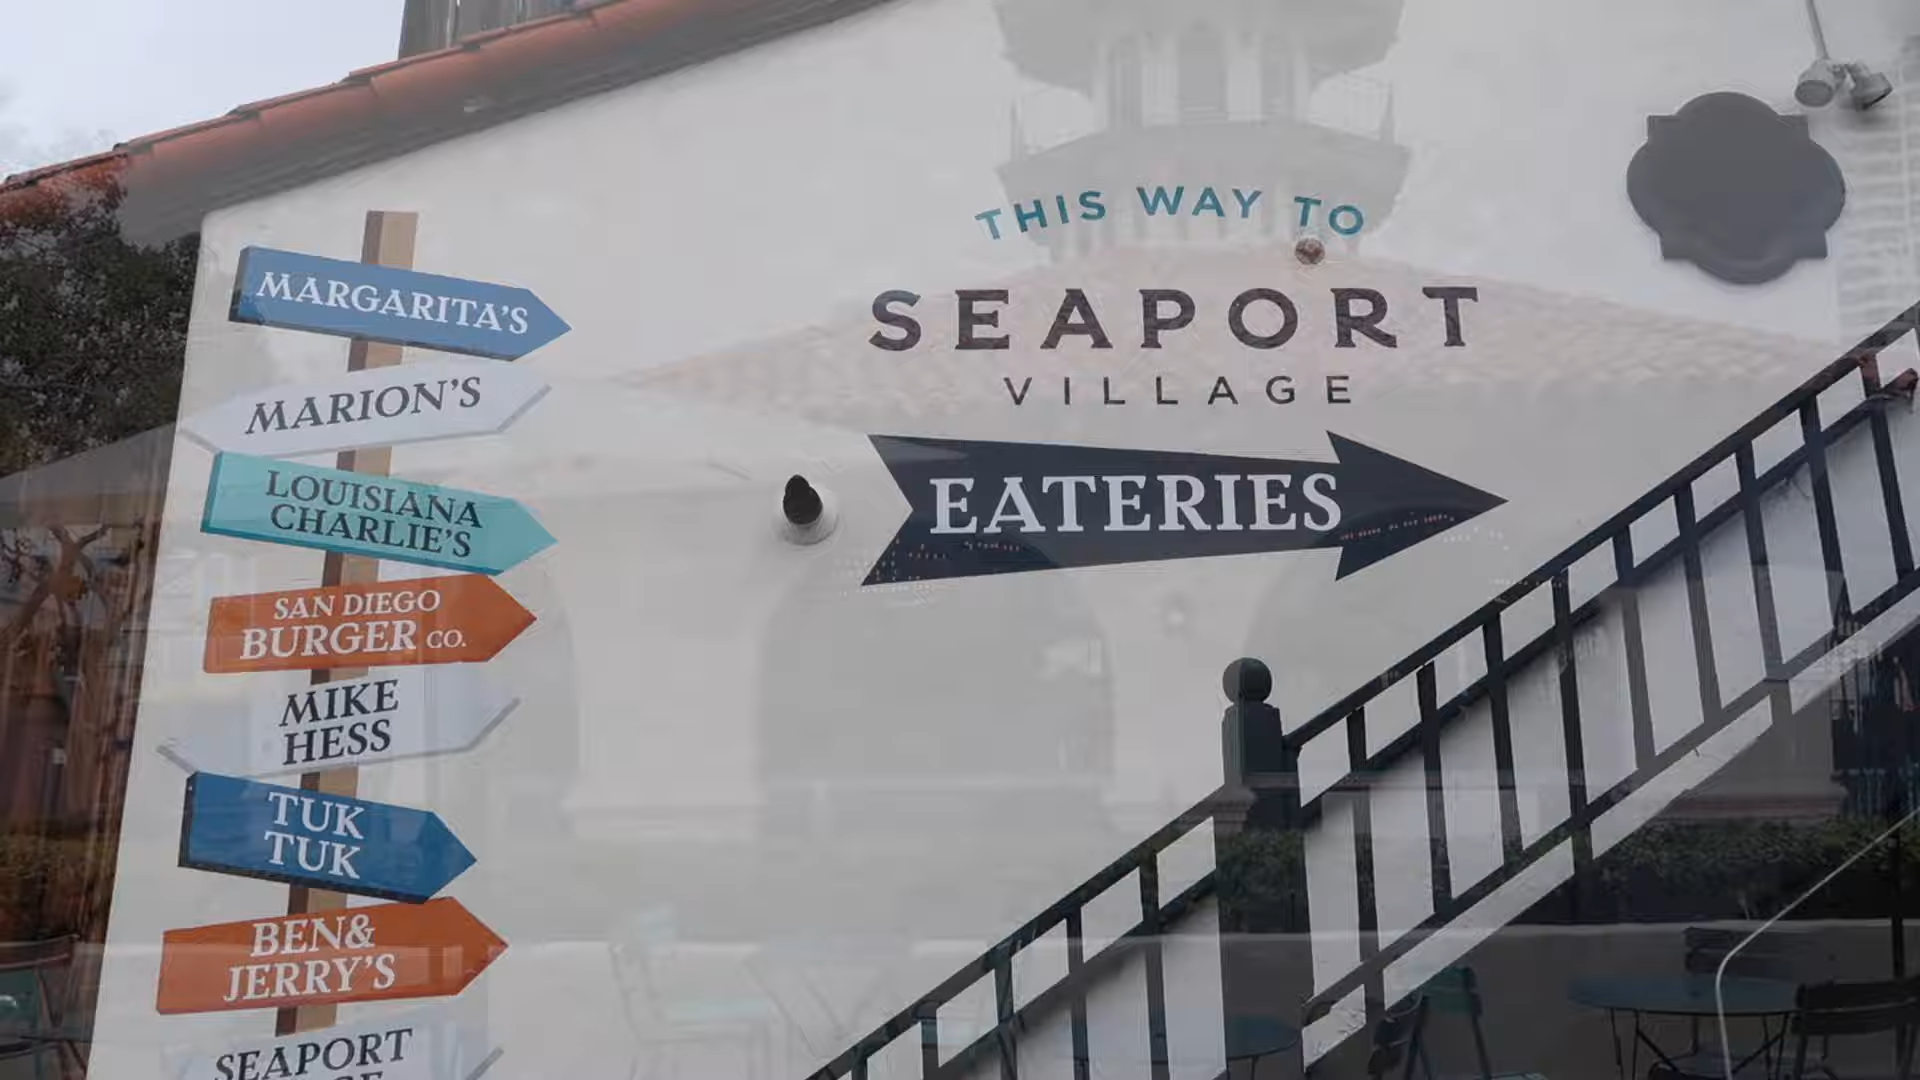 MARGARITA'S
MARION'S
LOUISIANA
CHARLIE'S
SAN DIEGO
BURGER CO.
MIKE
HESS
TUK
TUK
BEN&
JERRY'S
SEAPORT
THIS WAY TO
SEAPORT
VILLAGE
EATERIES